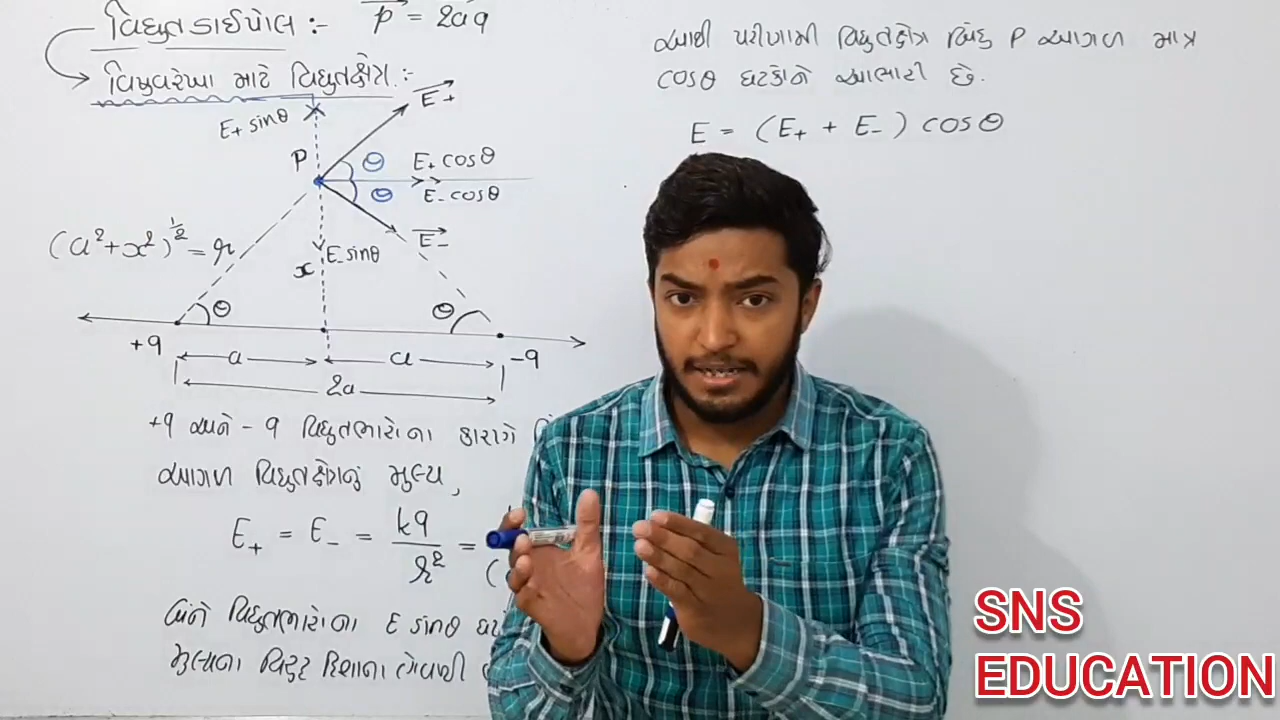 વિદ્યુત ડાઈપોલ :- p = 2aq
વિષુવરેખા માટે વિદ્યુતક્ષેત્ર :-
E+ sinθ
E+
P
θ
E+ cosθ
θ
E- cosθ
(a²+x²)^½ = r
E-
x
E- sinθ
θ
θ
+q
a
a
-q
2a
+q અને -q વિદ્યુતભારોના કારણે
આગળ વિદ્યુતક્ષેત્રનું મુલ્ય,
E+ = E- = kq/r² =
બંને વિદ્યુતભારોના E sinθ
મુલ્યના વિરુદ્ધ દિશાના હોવાથી
આથી પરીણામી વિદ્યુતક્ષેત્ર બિંદુ P આગળ માત્ર
cosθ ઘટકોને આભારી છે.
E = (E+ + E-) cosθ
SNS
EDUCATION